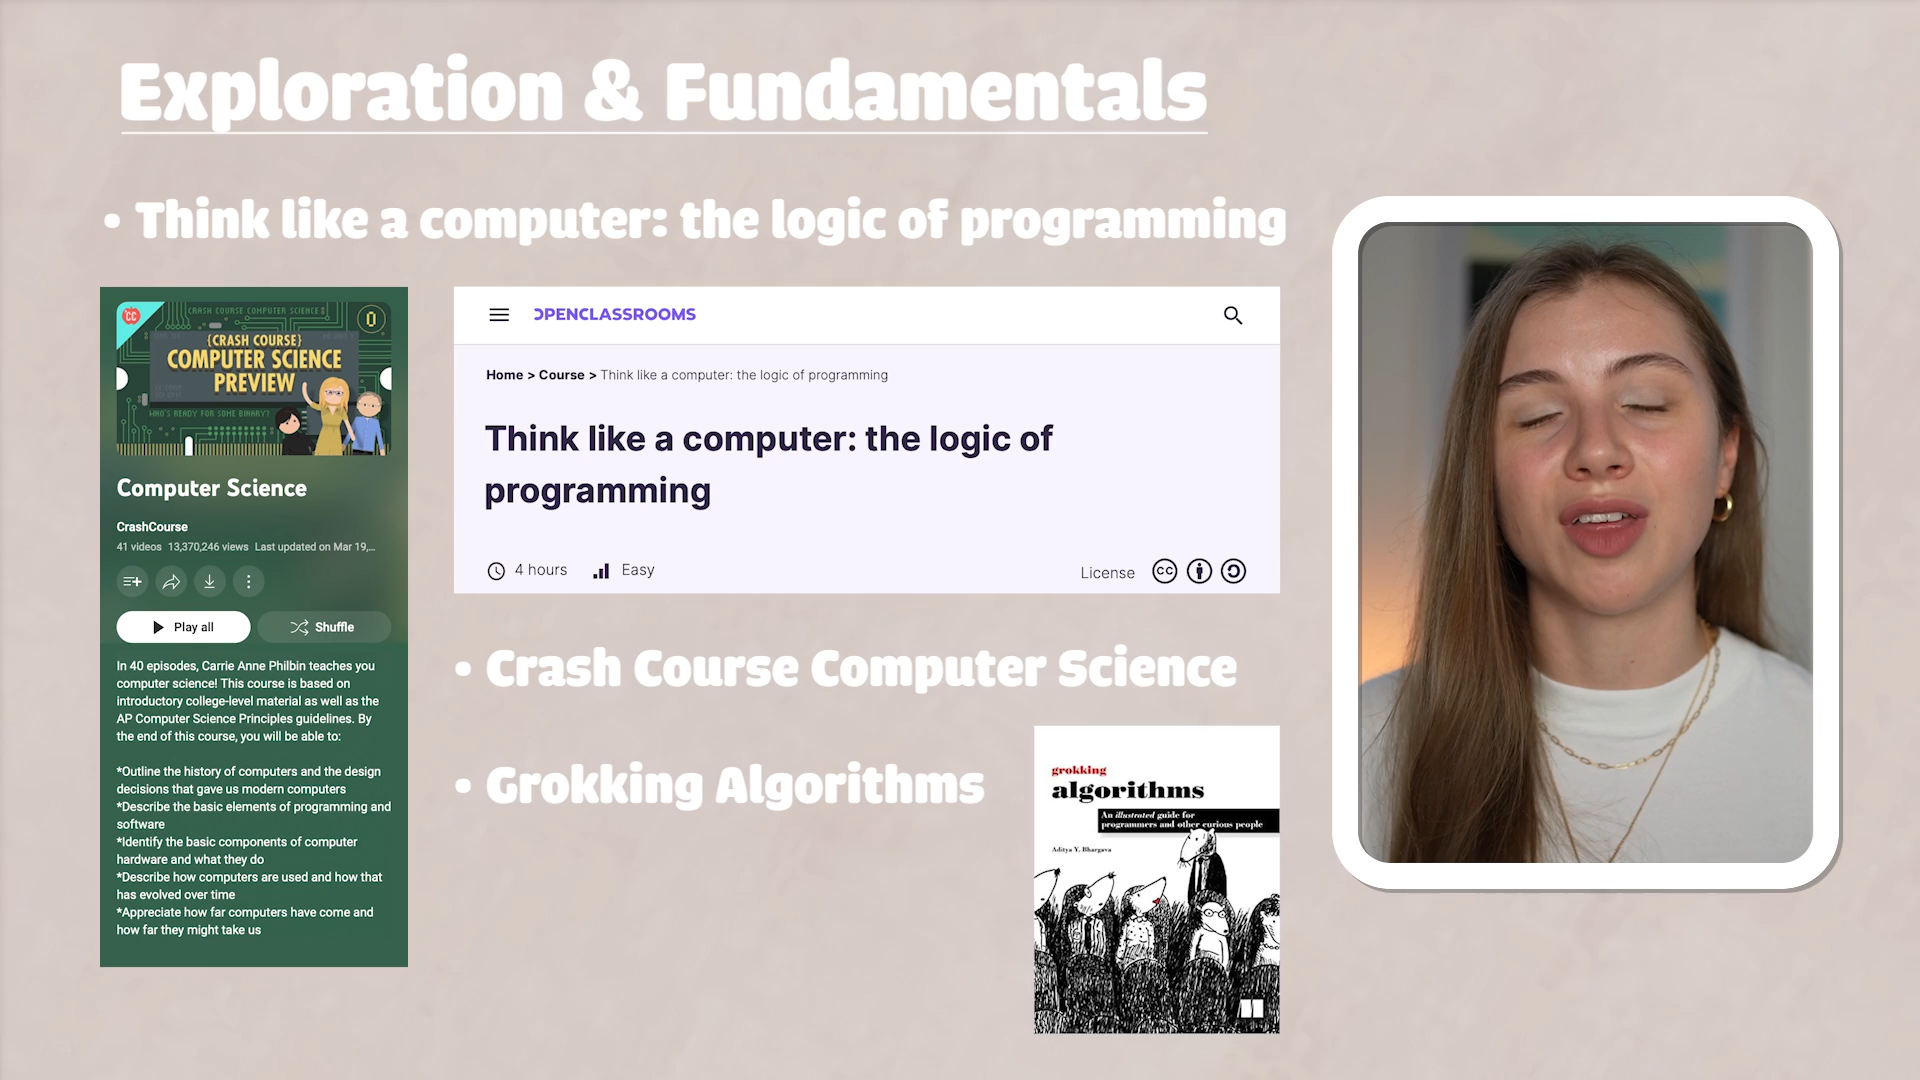 Exploration & Fundamentals
• Think like a computer: the logic of programming
CC
CRASH COURSE COMPUTER SCIENCE
0
{CRASH COURSE}
COMPUTER SCIENCE
PREVIEW
WHO'S READY FOR SOME BINARY?
Computer Science
CrashCourse
41 videos 13,370,246 views Last updated on Mar 19,...
Play all
Shuffle
In 40 episodes, Carrie Anne Philbin teaches you
computer science! This course is based on
introductory college-level material as well as the
AP Computer Science Principles guidelines. By
the end of this course, you will be able to:
*Outline the history of computers and the design
decisions that gave us modern computers
*Describe the basic elements of programming and
software
*Identify the basic components of computer
hardware and what they do
*Describe how computers are used and how that
has evolved over time
*Appreciate how far computers have come and
how far they might take us
OPENCLASSROOMS
Home > Course > Think like a computer: the logic of programming
Think like a computer: the logic of
programming
4 hours
Easy
License
CC
• Crash Course Computer Science
• Grokking Algorithms
grokking
algorithms
An illustrated guide for
programmers and other curious people
Aditya Y. Bhargava